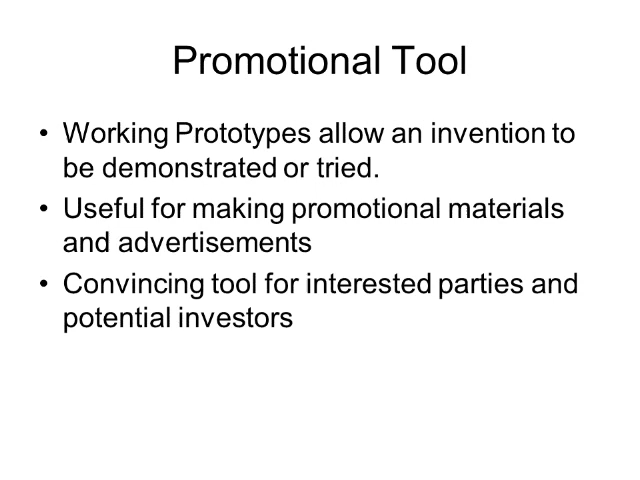 Promotional Tool
• Working Prototypes allow an invention to
be demonstrated or tried.
• Useful for making promotional materials
and advertisements
• Convincing tool for interested parties and
potential investors